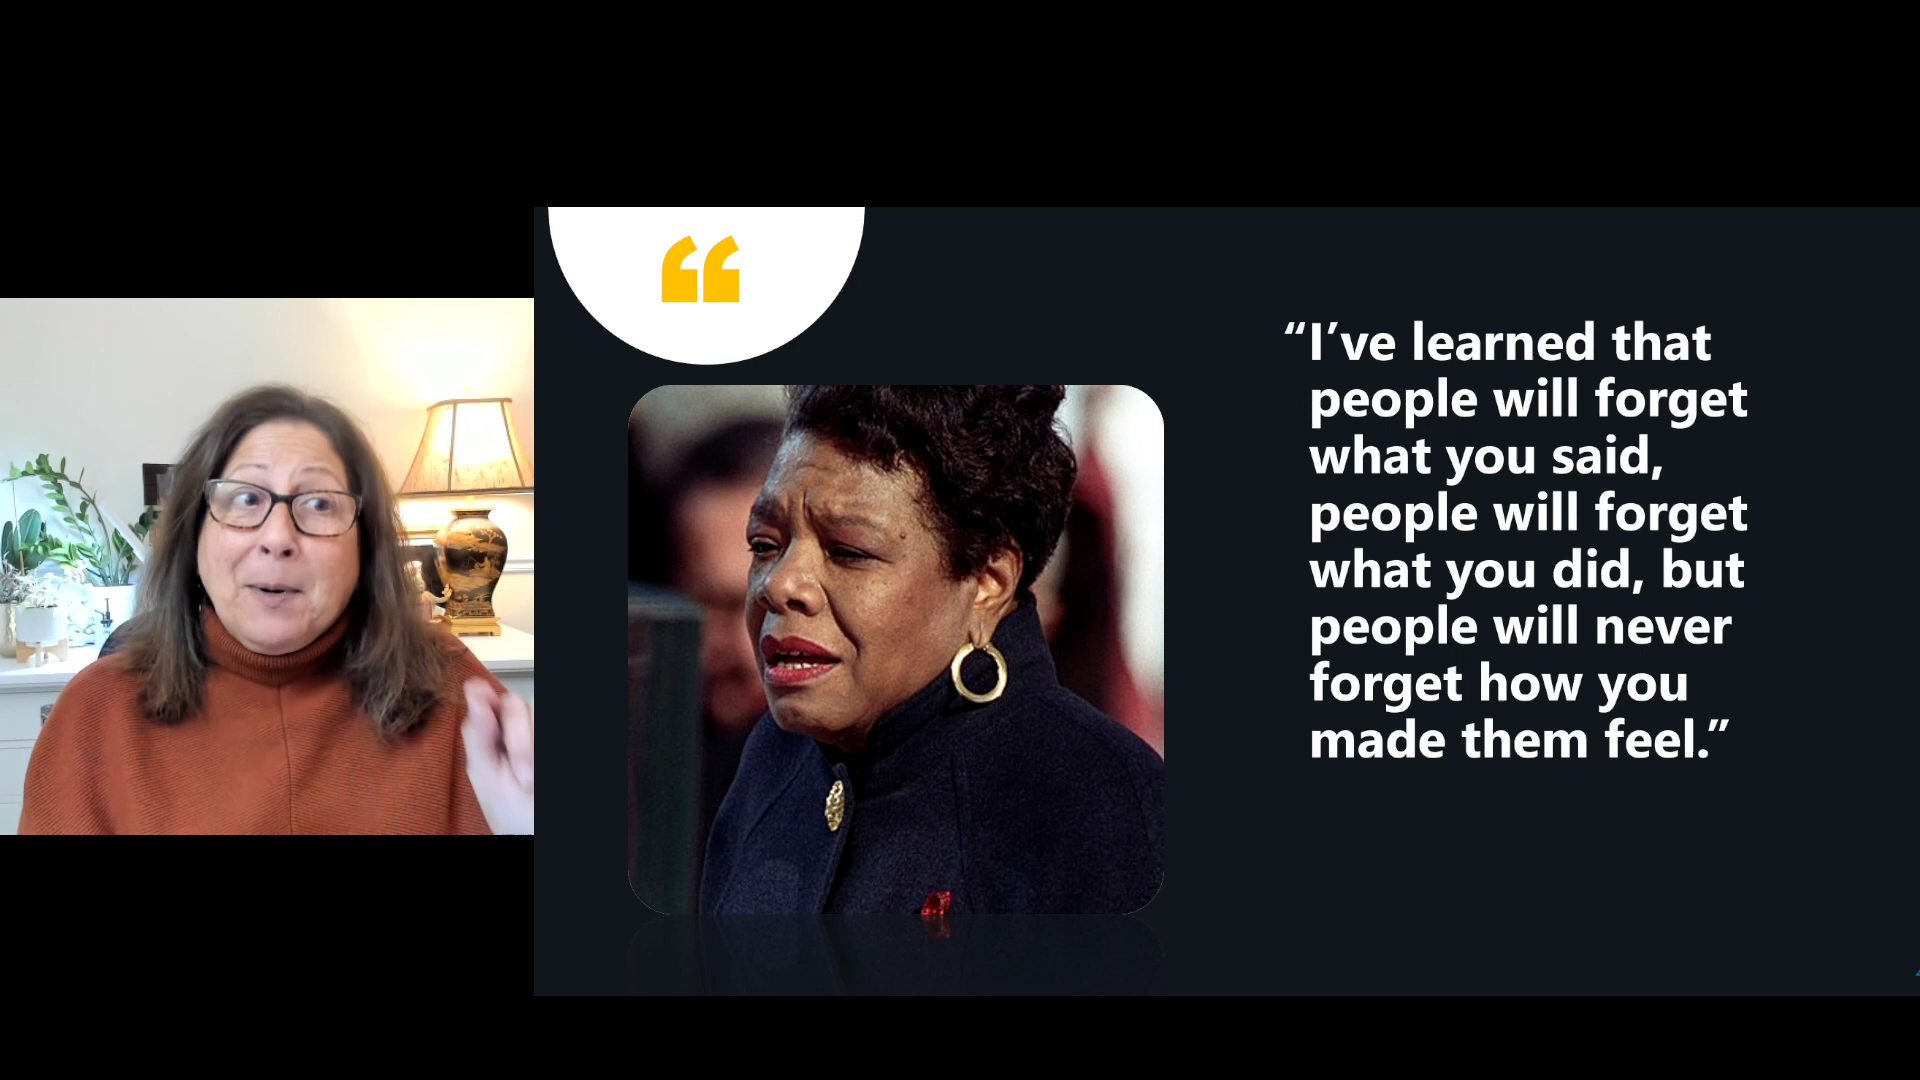 “I’ve learned that
people will forget
what you said,
people will forget
what you did, but
people will never
forget how you
made them feel.”